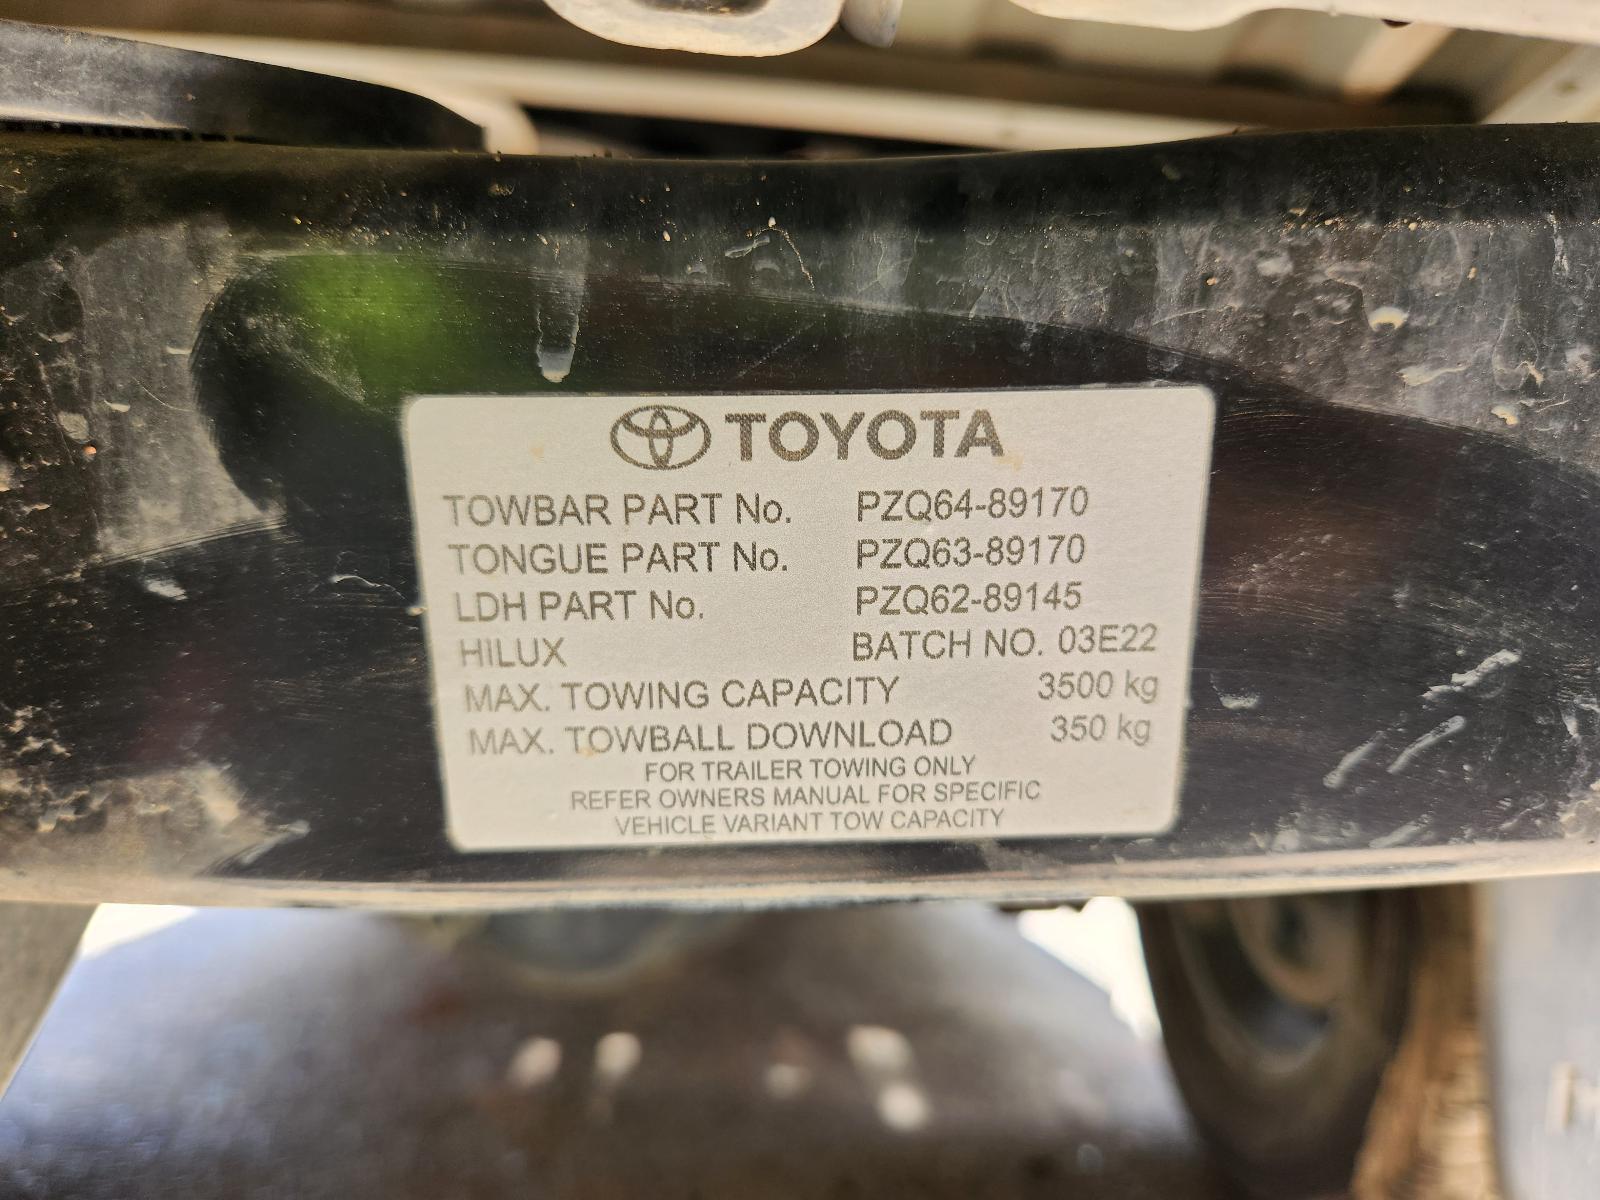 TOYOTA
TOWBAR PART No. PZQ64-89170
TONGUE PART No. PZQ63-89170
LDH PART No. PZQ62-89145
HILUX BATCH NO. 03E22
MAX. TOWING CAPACITY 3500 kg
MAX. TOWBALL DOWNLOAD 350 kg
FOR TRAILER TOWING ONLY
REFER OWNERS MANUAL FOR SPECIFIC
VEHICLE VARIANT TOW CAPACITY